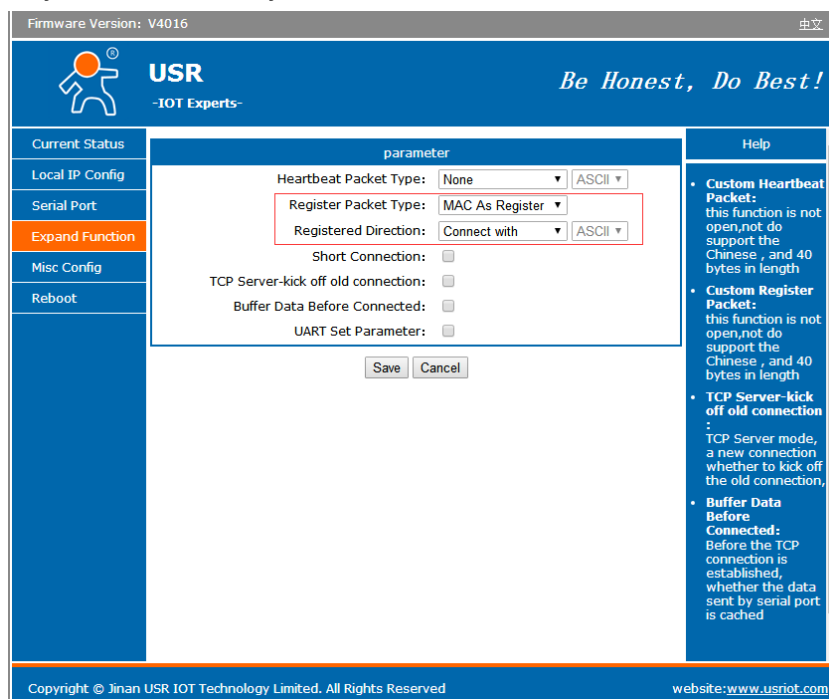 Firmware Version: V4016
中文
®
USR
-IOT Experts-
Be Honest, Do Best!
Current Status
Local IP Config
Serial Port
Expand Function
Misc Config
Reboot
parameter
Heartbeat Packet Type: None ASCII
Register Packet Type: MAC As Register
Registered Direction: Connect with ASCII
Short Connection:
TCP Server-kick off old connection:
Buffer Data Before Connected:
UART Set Parameter:
Save Cancel
Help
• Custom Heartbeat
Packet:
this function is not
open,not do
support the
Chinese , and 40
bytes in length
• Custom Register
Packet:
this function is not
open,not do
support the
Chinese , and 40
bytes in length
• TCP Server-kick
off old connection
:
TCP Server mode,
a new connection
whether to kick off
the old connection,
• Buffer Data
Before
Connected:
Before the TCP
connection is
established,
whether the data
sent by serial port
is cached
Copyright © Jinan USR IOT Technology Limited. All Rights Reserved
website:www.usriot.com